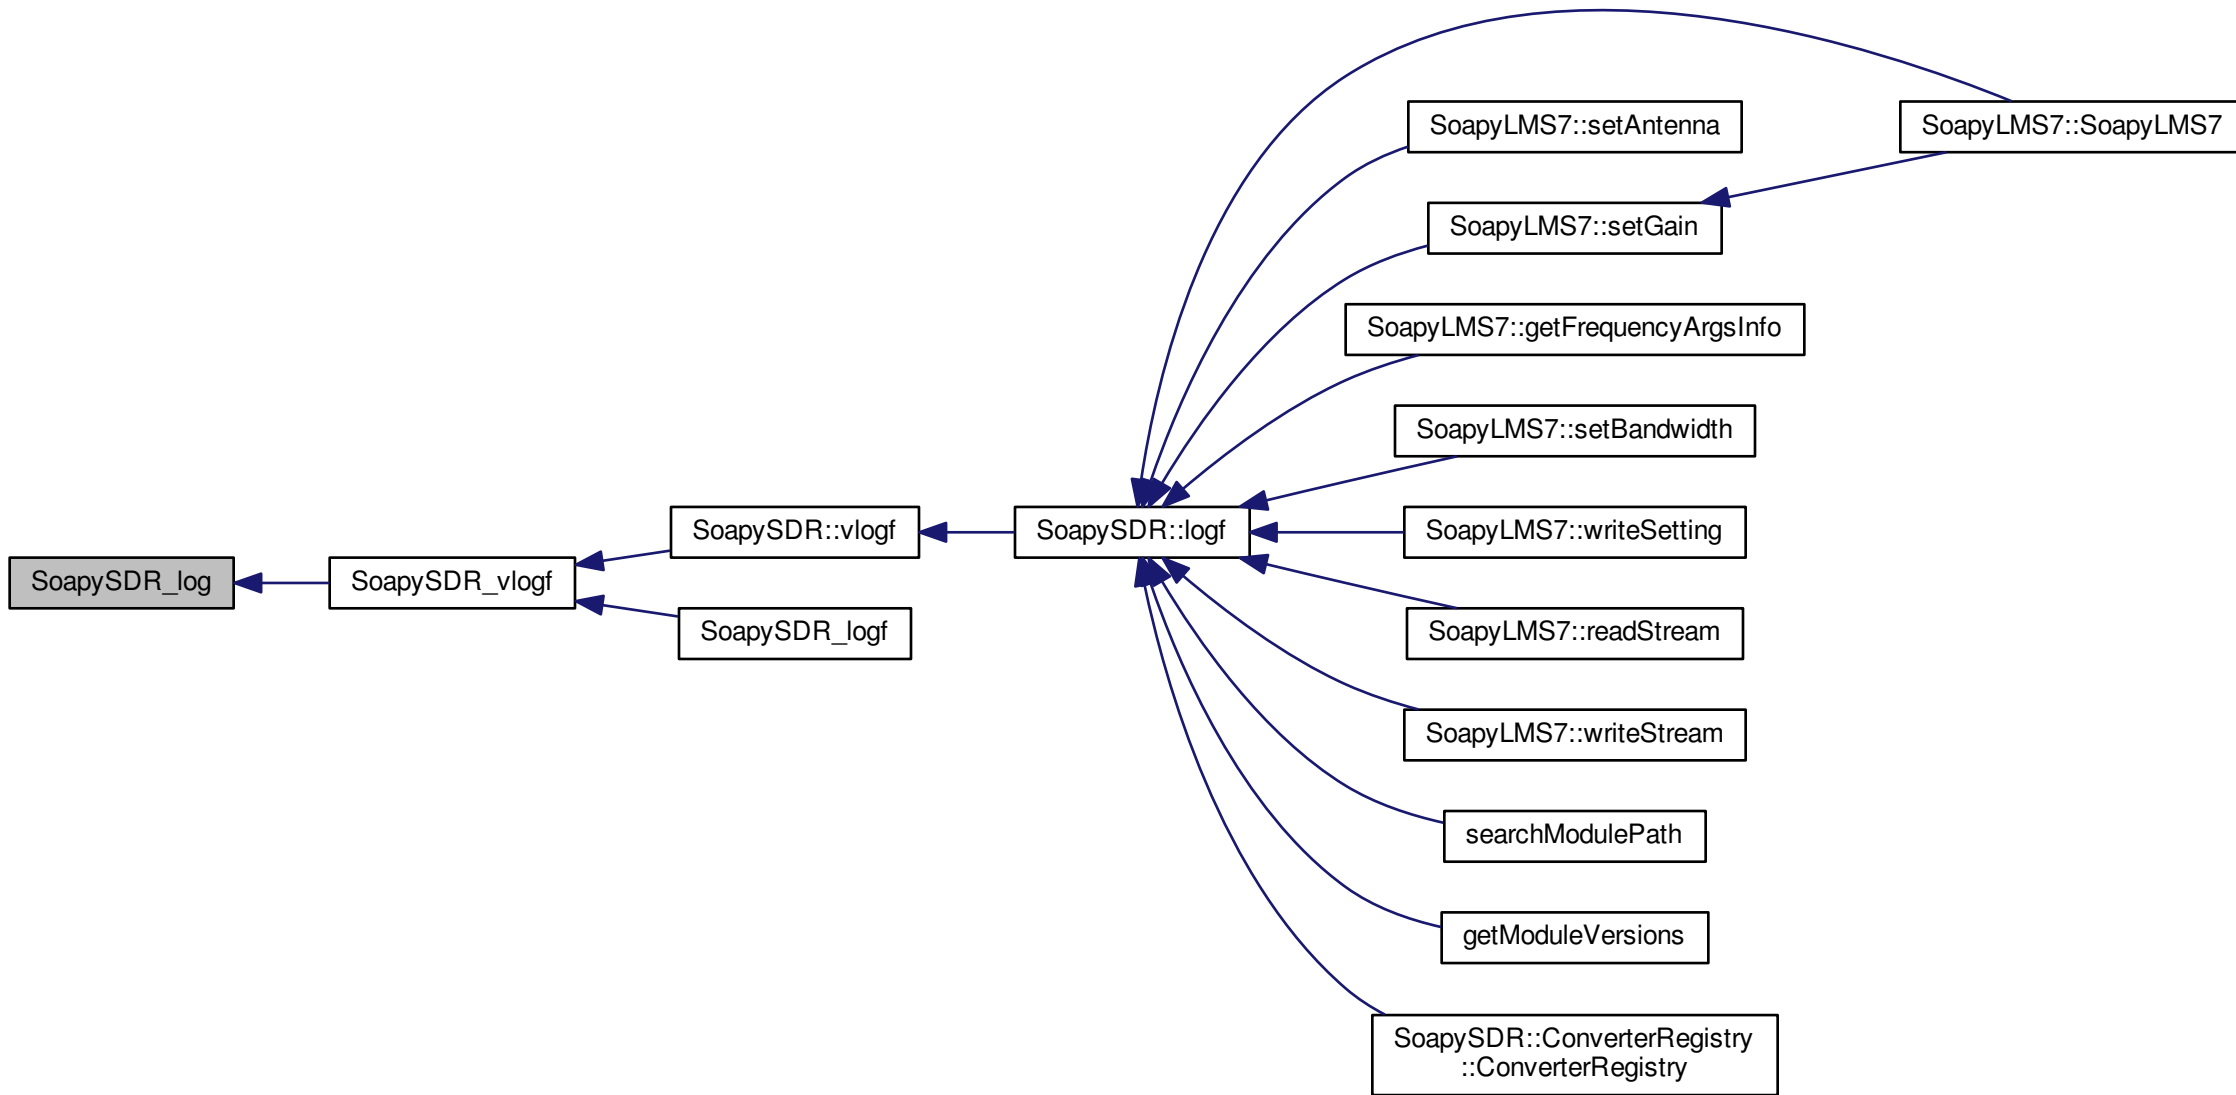 SoapySDR_log
SoapySDR_vlogf
SoapySDR::vlogf
SoapySDR_logf
SoapySDR::logf
SoapyLMS7::SoapyLMS7
SoapyLMS7::setAntenna
SoapyLMS7::setGain
SoapyLMS7::getFrequencyArgsInfo
SoapyLMS7::setBandwidth
SoapyLMS7::writeSetting
SoapyLMS7::readStream
SoapyLMS7::writeStream
searchModulePath
getModuleVersions
SoapySDR::ConverterRegistry
::ConverterRegistry